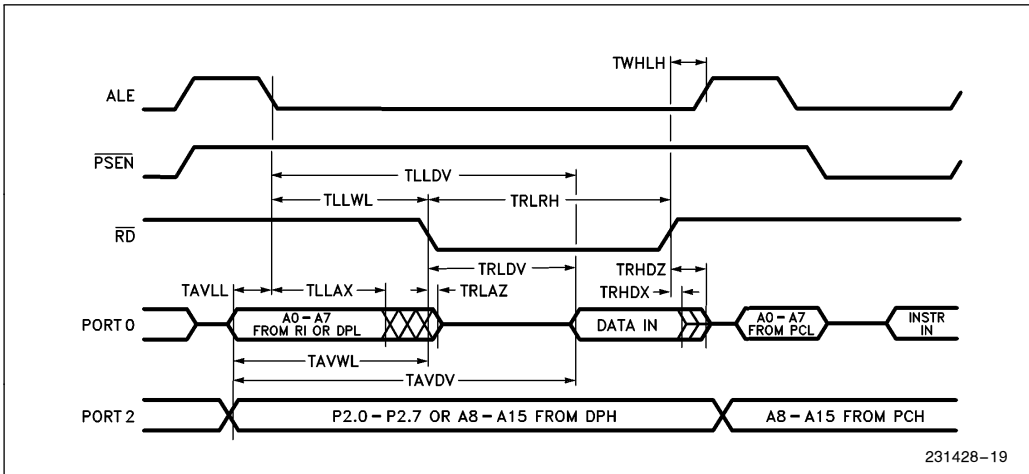 TWHLH
ALE
PSEN
TLLDV
TLLWL
TRLRH
RD
TRLDV
TRHDZ
TAVLL
TLLAX
TRLAZ
TRHDX
PORT 0
A0-A7
FROM RI OR DPL
DATA IN
A0-A7
FROM PCL
INSTR
IN
TAVWL
TAVDV
PORT 2
P2.0-P2.7 OR A8-A15 FROM DPH
A8-A15 FROM PCH
231428-19